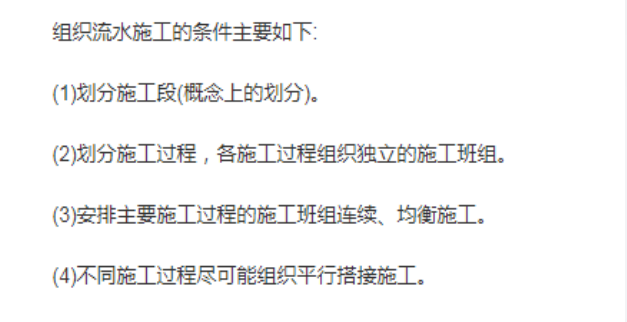 组织流水施工的条件主要如下:
(1)划分施工段(概念上的划分)。
(2)划分施工过程，各施工过程组织独立的施工班组。
(3)安排主要施工过程的施工班组连续、均衡施工。
(4)不同施工过程尽可能组织平行搭接施工。